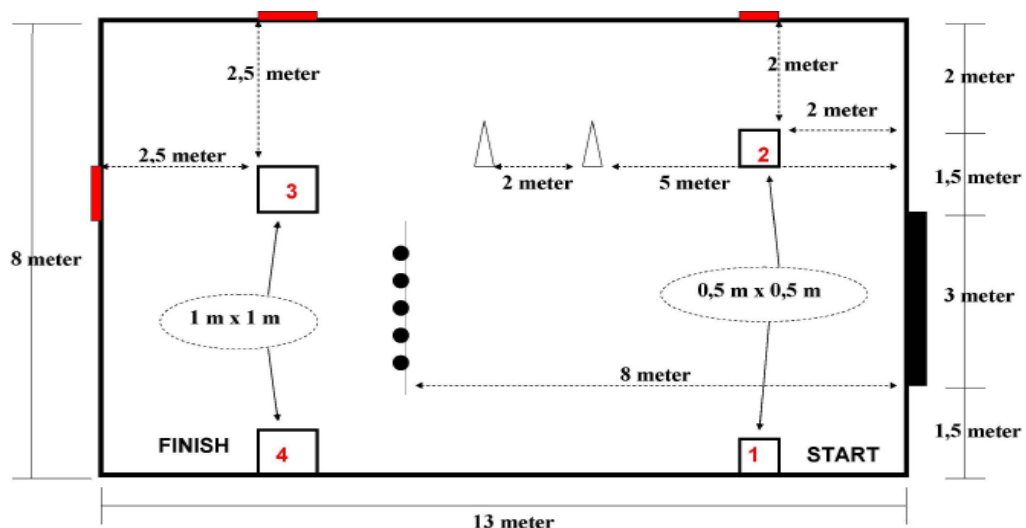 2,5 meter
2 meter
2 meter
2 meter
2,5 meter
3
2 meter
5 meter
2
1,5 meter
8 meter
1 m x 1 m
0,5 m x 0,5 m
3 meter
8 meter
FINISH
4
1
START
1,5 meter
13 meter